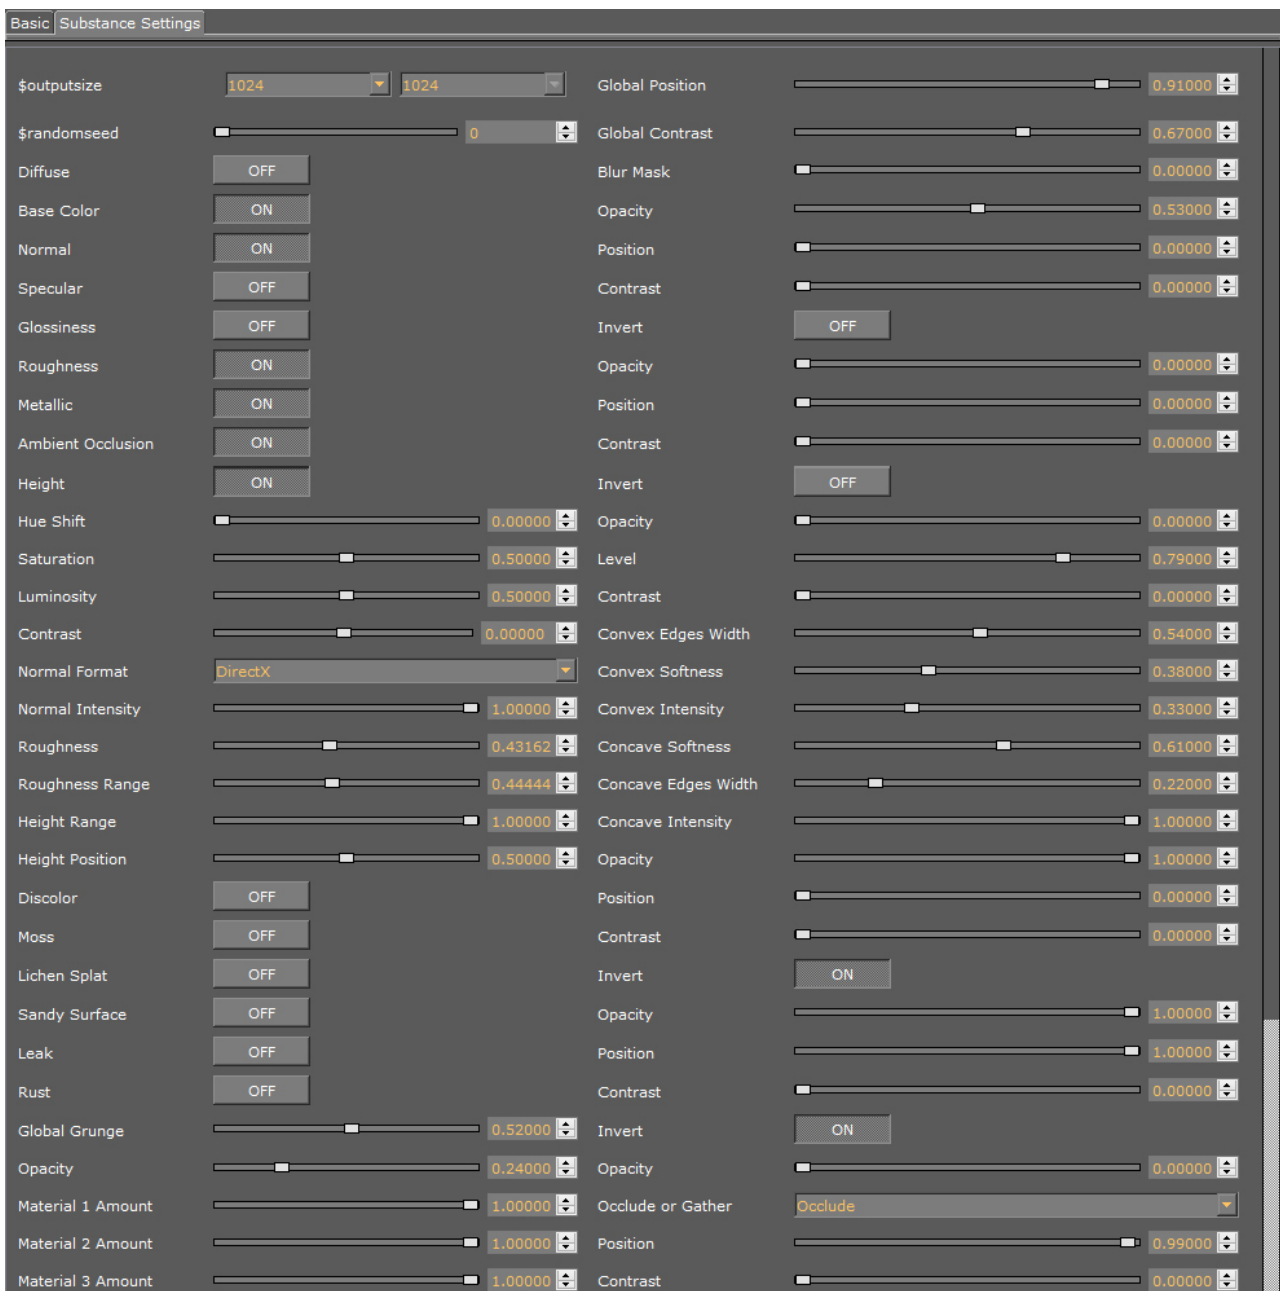 Basic Substance Settings
$outputsize 1024 1024 Global Position 0.91000
$randomseed 0 Global Contrast 0.67000
Diffuse OFF Blur Mask 0.00000
Base Color ON Opacity 0.53000
Normal ON Position 0.00000
Specular OFF Contrast 0.00000
Glossiness OFF Invert OFF
Roughness ON Opacity 0.00000
Metallic ON Position 0.00000
Ambient Occlusion ON Contrast 0.00000
Height ON Invert OFF
Hue Shift 0.00000 Opacity 0.00000
Saturation 0.50000 Level 0.79000
Luminosity 0.50000 Contrast 0.00000
Contrast 0.00000 Convex Edges Width 0.54000
Normal Format DirectX Convex Softness 0.38000
Normal Intensity 1.00000 Convex Intensity 0.33000
Roughness 0.43162 Concave Softness 0.61000
Roughness Range 0.44444 Concave Edges Width 0.22000
Height Range 1.00000 Concave Intensity 1.00000
Height Position 0.50000 Opacity 1.00000
Discolor OFF Position 0.00000
Moss OFF Contrast 0.00000
Lichen Splat OFF Invert ON
Sandy Surface OFF Opacity 1.00000
Leak OFF Position 1.00000
Rust OFF Contrast 0.00000
Global Grunge 0.52000 Invert ON
Opacity 0.24000 Opacity 0.00000
Material 1 Amount 1.00000 Occlude or Gather Occlude
Material 2 Amount 1.00000 Position 0.99000
Material 3 Amount 1.00000 Contrast 0.00000